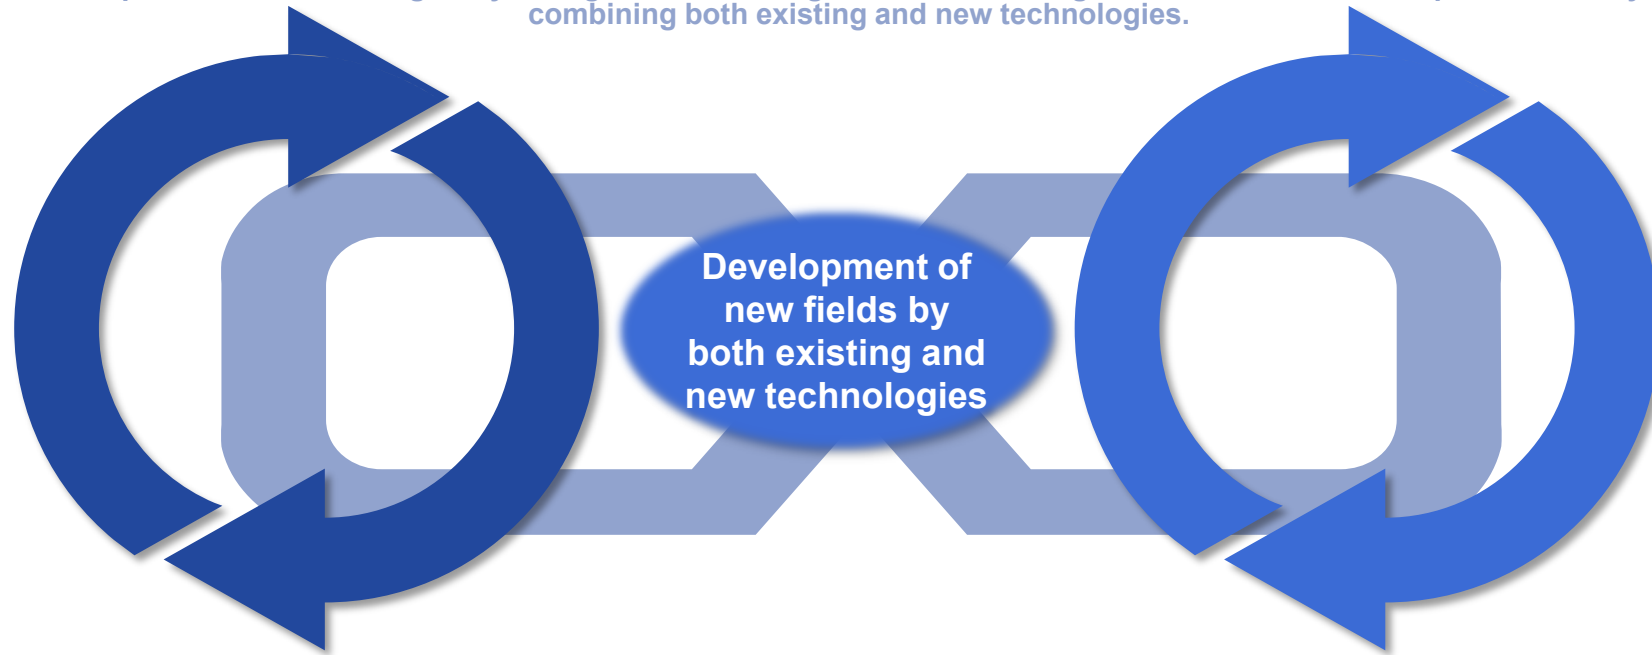 combining both existing and new technologies.
Development of
new fields by
both existing and
new technologies